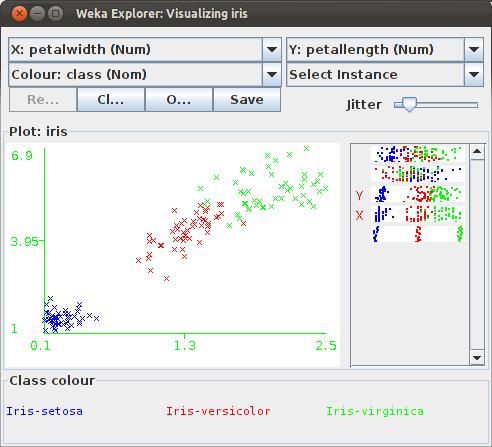 Weka Explorer: Visualizing iris
X: petalwidth (Num)
Y: petallength (Num)
Colour: class (Nom)
Select Instance
Re...
Cl...
O...
Save
Jitter
Plot: iris
6.9
3.95
1
0.1
1.3
2.5
Y
X
Class colour
Iris-setosa
Iris-versicolor
Iris-virginica